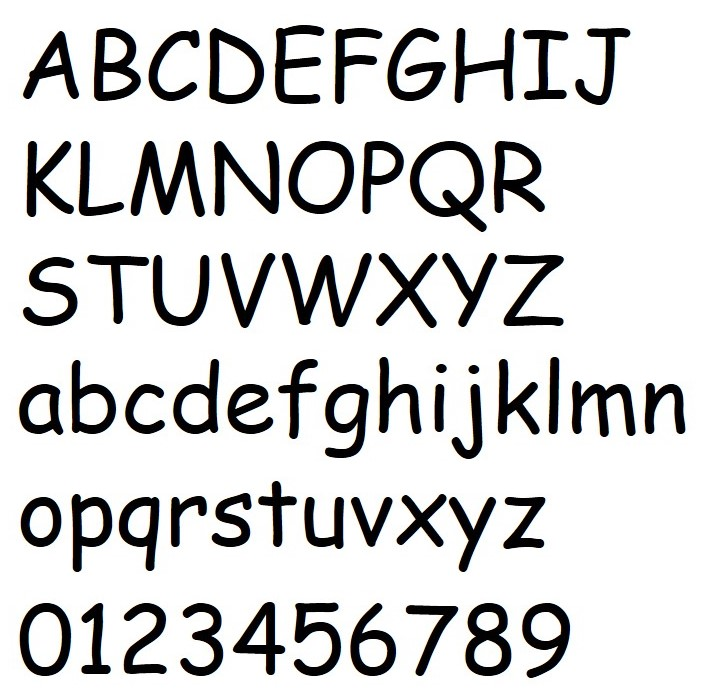 ABCDEFGHIJ
KLMNOPQR
STUVWXYZ
abcdefghijklmn
opqrstuvxyz
0123456789